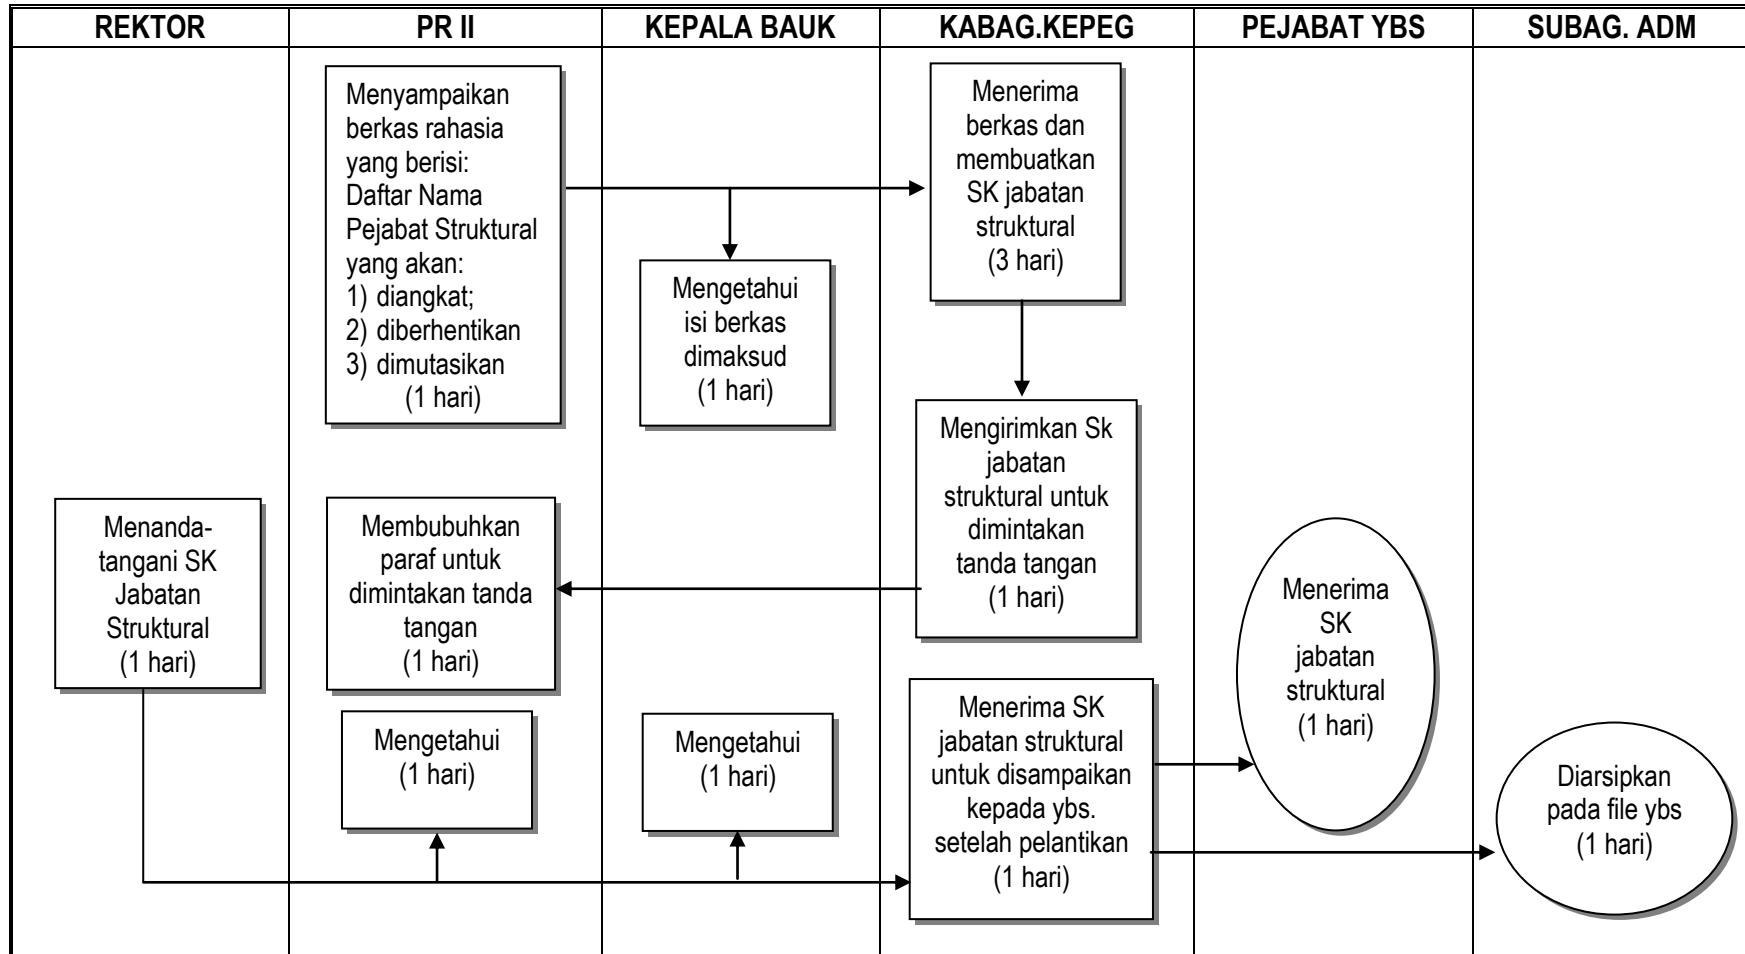 REKTOR
PR II
KEPALA BAUK
KABAG.KEPEG
PEJABAT YBS
SUBAG. ADM
Menyampaikan
berkas rahasia
yang berisi:
Daftar Nama
Pejabat Struktural
yang akan:
1) diangkat;
2) diberhentikan
3) dimutasikan
(1 hari)
Mengetahui
isi berkas
dimaksud
(1 hari)
Menerima
berkas dan
membuatkan
SK jabatan
struktural
(3 hari)
Mengirimkan Sk
jabatan
struktural untuk
dimintakan
tanda tangan
(1 hari)
Membubuhkan
paraf untuk
dimintakan tanda
tangan
(1 hari)
Menanda-
tangani SK
Jabatan
Struktural
(1 hari)
Mengetahui
(1 hari)
Mengetahui
(1 hari)
Menerima SK
jabatan struktural
untuk disampaikan
kepada ybs.
setelah pelantikan
(1 hari)
Menerima
SK
jabatan
struktural
(1 hari)
Diarsipkan
pada file ybs
(1 hari)